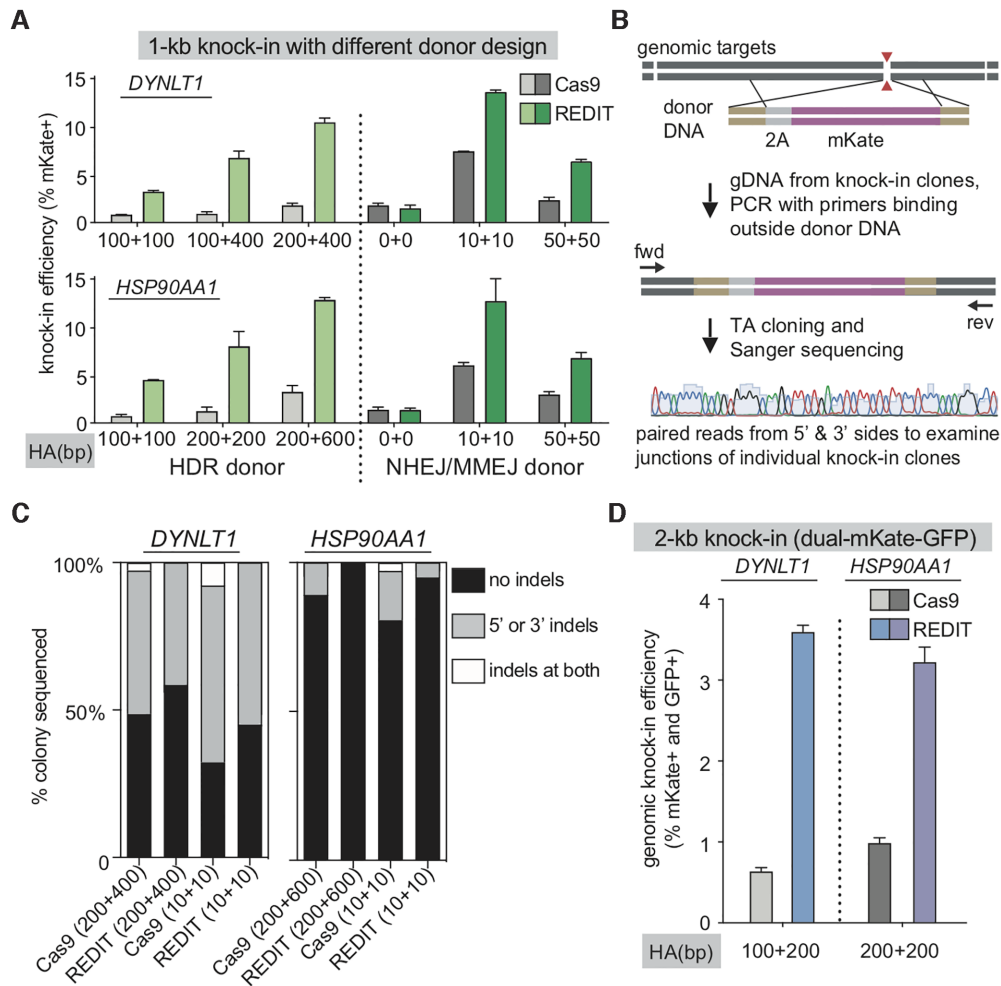 A
1-kb knock-in with different donor design
knock-in efficiency (% mKate+)
DYNLT1
Cas9
REDIT
15
10
5
0
100+100
100+400
200+400
0+0
10+10
50+50
HSP90AA1
15
10
5
0
HA(bp)
100+100
200+200
200+600
0+0
10+10
50+50
HDR donor
NHEJ/MMEJ donor
B
genomic targets
donor
DNA
2A
mKate
gDNA from knock-in clones,
PCR with primers binding
outside donor DNA
fwd
rev
TA cloning and
Sanger sequencing
paired reads from 5’ & 3’ sides to examine
junctions of individual knock-in clones
C
DYNLT1
HSP90AA1
% colony sequenced
100%
50%
0
no indels
5’ or 3’ indels
indels at both
Cas9 (200+400)
REDIT (200+400)
Cas9 (10+10)
REDIT (10+10)
Cas9 (200+600)
REDIT (200+600)
Cas9 (10+10)
REDIT (10+10)
D
2-kb knock-in (dual-mKate-GFP)
DYNLT1
HSP90AA1
Cas9
REDIT
genomic knock-in efficiency
(% mKate+ and GFP+)
4
3
2
1
0
HA(bp)
100+200
200+200